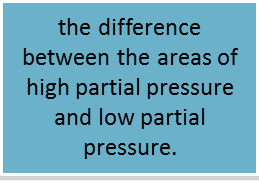 the difference
between the areas of
high partial pressure
and low partial
pressure.